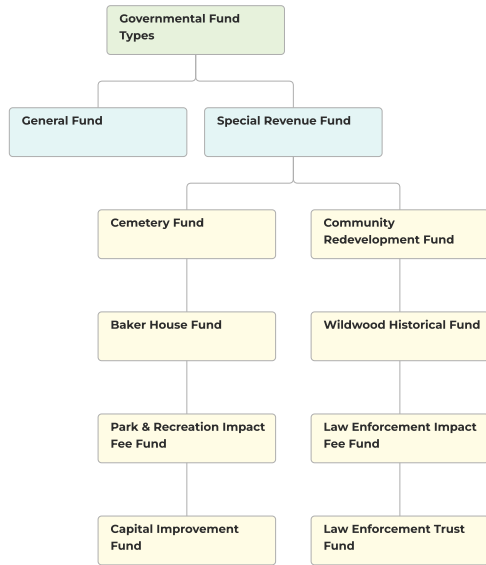 Governmental Fund
Types
General Fund
Special Revenue Fund
Cemetery Fund
Community
Redevelopment Fund
Baker House Fund
Wildwood Historical Fund
Park & Recreation Impact
Fee Fund
Law Enforcement Impact
Fee Fund
Capital Improvement
Fund
Law Enforcement Trust
Fund